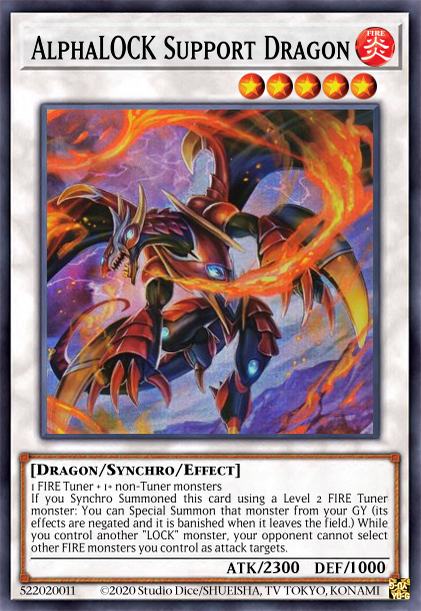 AlphaLOCK Support Dragon
FIRE
炎
[Dragon/Synchro/Effect]
1 FIRE Tuner + 1+ non-Tuner monsters
If you Synchro Summoned this card using a Level 2 FIRE Tuner
monster: You can Special Summon that monster from your GY (its
effects are negated and it is banished when it leaves the field.) While
you control another "LOCK" monster, your opponent cannot select
other FIRE monsters you control as attack targets.
ATK/2300 DEF/1000
522020011 ©2020 Studio Dice/SHUEISHA, TV TOKYO, KONAMI